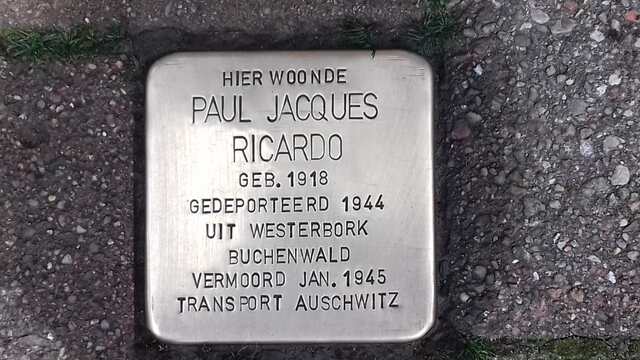 HIER WOONDE
PAUL JACQUES
RICARDO
GEB. 1918
GEDEPORTEERD 1944
UIT WESTERBORK
BUCHENWALD
VERMOORD JAN. 1945
TRANSPORT AUSCHWITZ